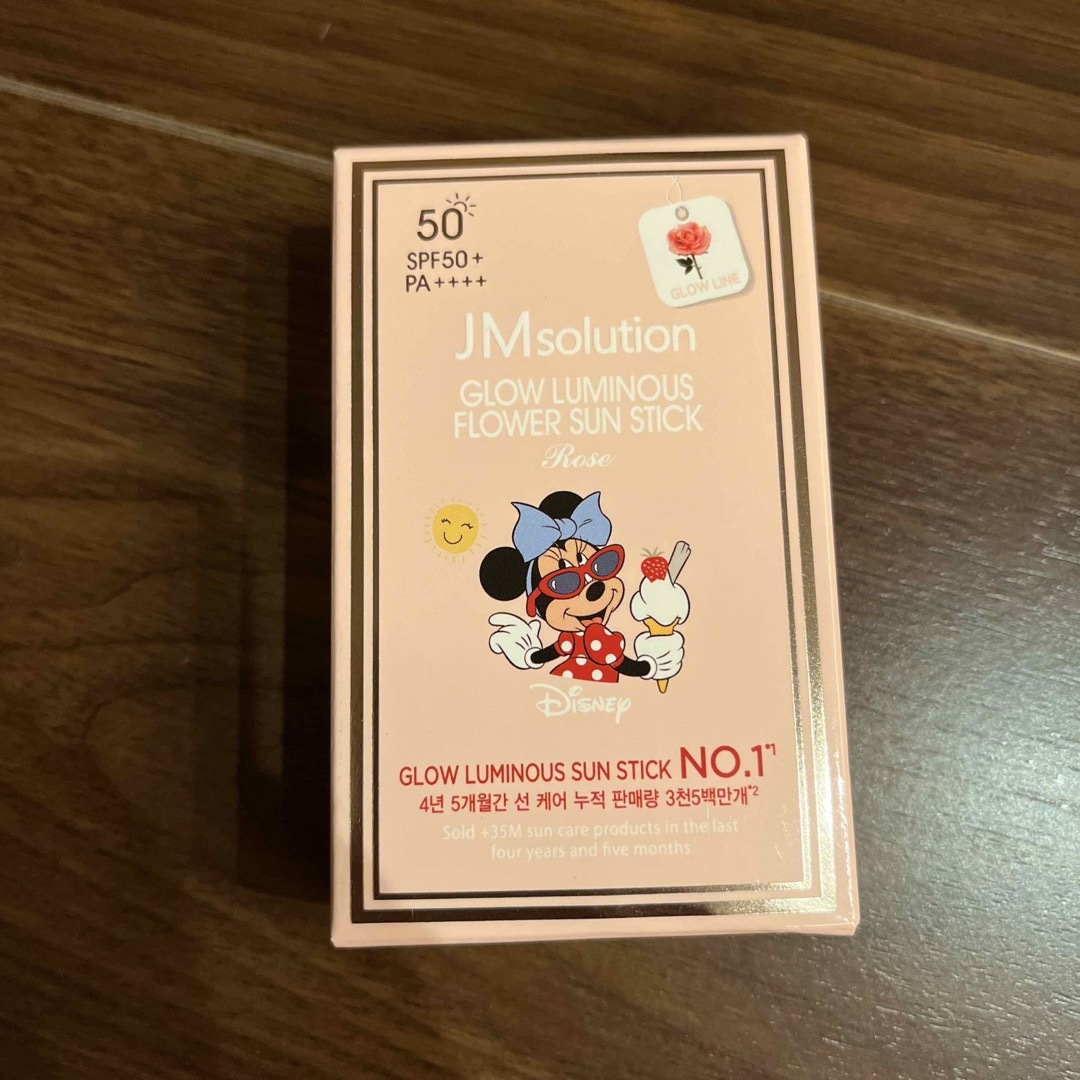 50
SPF50+
PA++++
GLOW LINE
JMsolution
GLOW LUMINOUS
FLOWER SUN STICK
Rose
Disney
GLOW LUMINOUS SUN STICK NO.1*1
4년 5개월간 선 케어 누적 판매량 3천5백만개*2
Sold +35M sun care products in the last
four years and five months